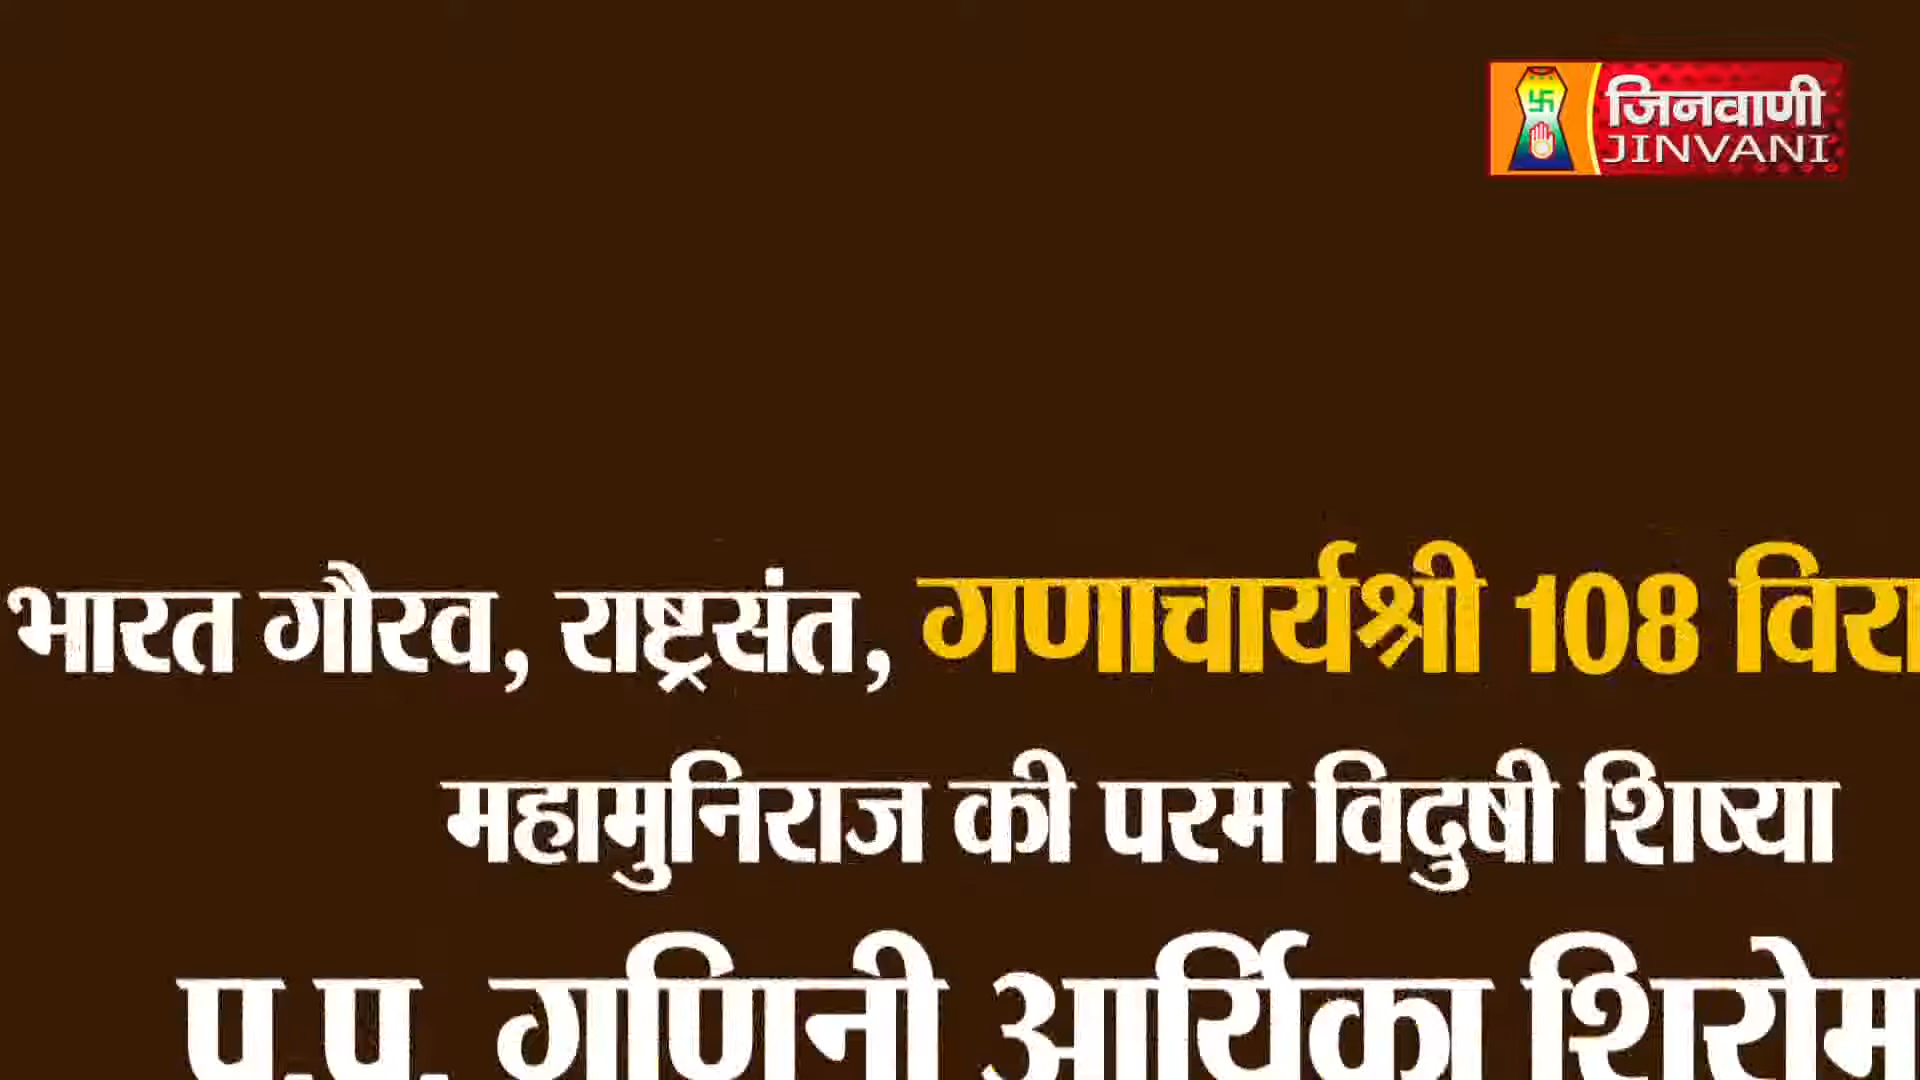 जिनवाणी
JINVANI
भारत गौरव, राष्ट्रसंत, गणाचार्यश्री 108
महामुनिराज की परम विदुषी शिष्या
प.पू. गणिनी आर्यिका